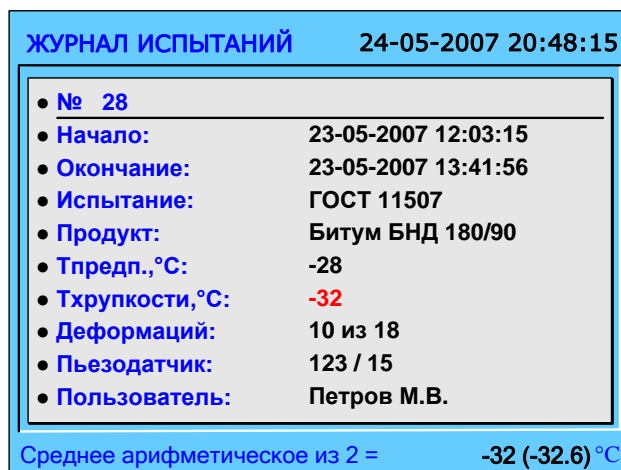 ЖУРНАЛ ИСПЫТАНИЙ 24-05-2007 20:48:15
● № 28
● Начало: 23-05-2007 12:03:15
● Окончание: 23-05-2007 13:41:56
● Испытание: ГОСТ 11507
● Продукт: Битум БНД 180/90
● Тпредп.,°С: -28
● Тхрупкости,°С: -32
● Деформаций: 10 из 18
● Пьезодатчик: 123 / 15
● Пользователь: Петров М.В.
Среднее арифметическое из 2 = -32 (-32.6) °C